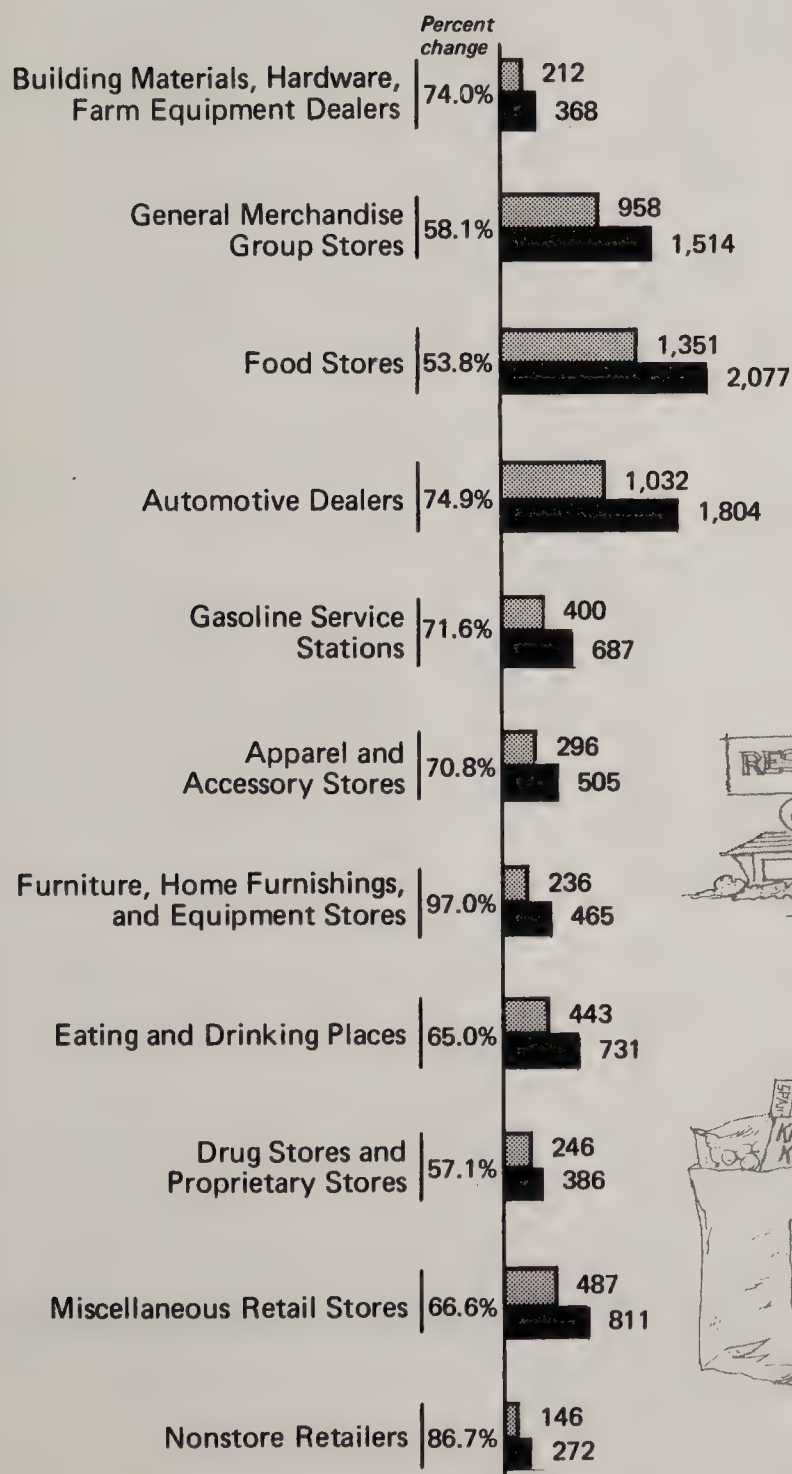 Percent
change
Building Materials, Hardware,
Farm Equipment Dealers
74.0%
212
368
General Merchandise
Group Stores
58.1%
958
1,514
Food Stores
53.8%
1,351
2,077
Automotive Dealers
74.9%
1,032
1,804
Gasoline Service
Stations
71.6%
400
687
Apparel and
Accessory Stores
70.8%
296
505
RES
Furniture, Home Furnishings,
and Equipment Stores
97.0%
236
465
Eating and Drinking Places
65.0%
443
731
Drug Stores and
Proprietary Stores
57.1%
246
386
Miscellaneous Retail Stores
66.6%
487
811
Nonstore Retailers
86.7%
146
272